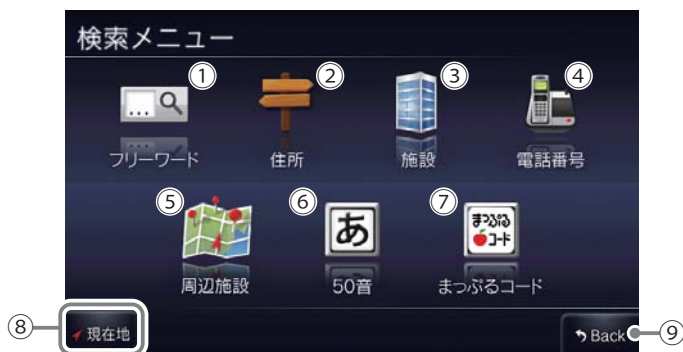 検索メニュー
① ② ③ ④
... フリーワード 住所 施設 電話番号
⑤ ⑥ ⑦
あ まっぷる
コード
周辺施設 50音 まっぷるコード
⑧ 現在地 Back ⑨